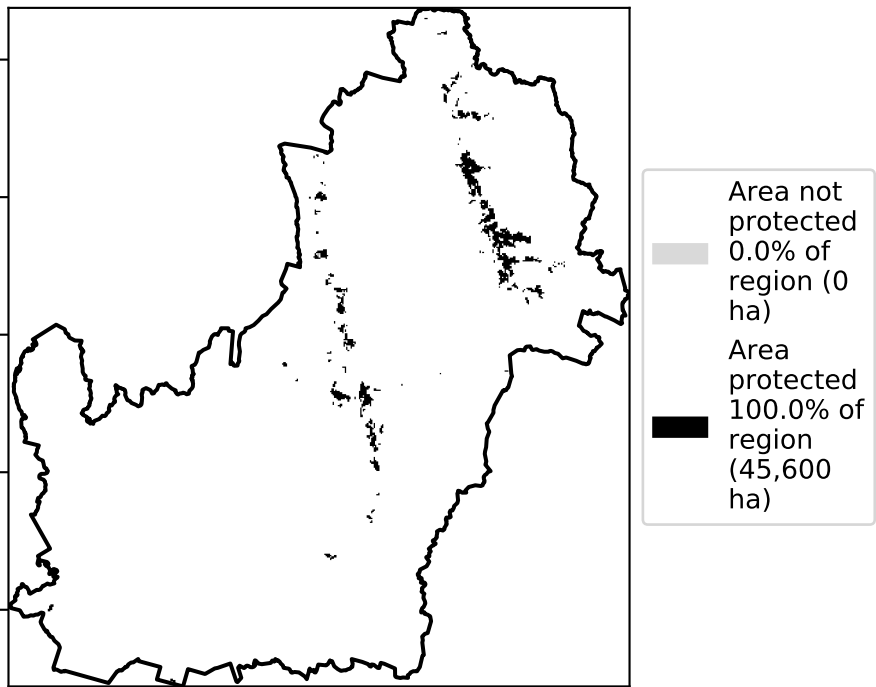 Area not
protected
0.0% of
region (0
ha)
Area
protected
100.0% of
region
(45,600
ha)